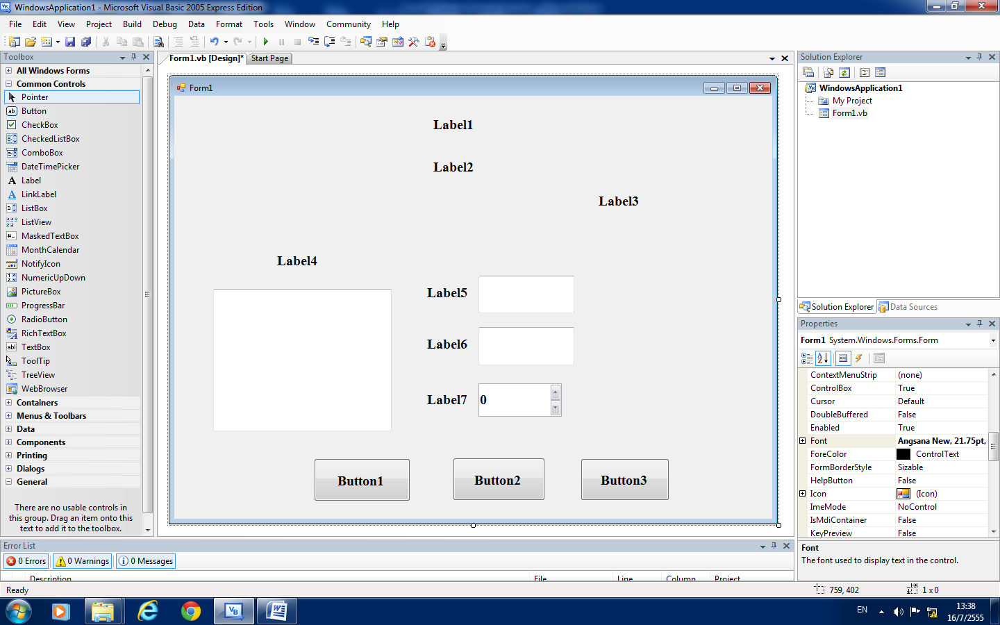 WindowsApplication1 - Microsoft Visual Basic 2005 Express Edition
File Edit View Project Build Debug Data Format Tools Window Community Help
Toolbox
All Windows Forms
Common Controls
Pointer
Button
CheckBox
CheckedListBox
ComboBox
DateTimePicker
Label
LinkLabel
ListBox
ListView
MaskedTextBox
MonthCalendar
NotifyIcon
NumericUpDown
PictureBox
ProgressBar
RadioButton
RichTextBox
TextBox
ToolTip
TreeView
WebBrowser
Containers
Menus & Toolbars
Data
Components
Printing
Dialogs
General
There are no usable controls in
this group. Drag an item onto this
text to add it to the toolbox.
Form1.vb [Design]* Start Page
Form1
Label1
Label2
Label3
Label4
Label5
Label6
Label7 0
Button1 Button2 Button3
Solution Explorer
WindowsApplication1
My Project
Form1.vb
Solution Explorer Data Sources
Properties
Form1 System.Windows.Forms.Form
ContextMenuStrip (none)
ControlBox True
Cursor Default
DoubleBuffered False
Enabled True
Font Angsana New, 21.75pt,
ForeColor ControlText
FormBorderStyle Sizable
HelpButton False
Icon (Icon)
ImeMode NoControl
IsMdiContainer False
KeyPreview False
Font
The font used to display text in the control.
Error List
0 Errors 0 Warnings 0 Messages
Description File Line Column Project
Ready 759, 402 1 x 0
EN 13:38
16/7/2555